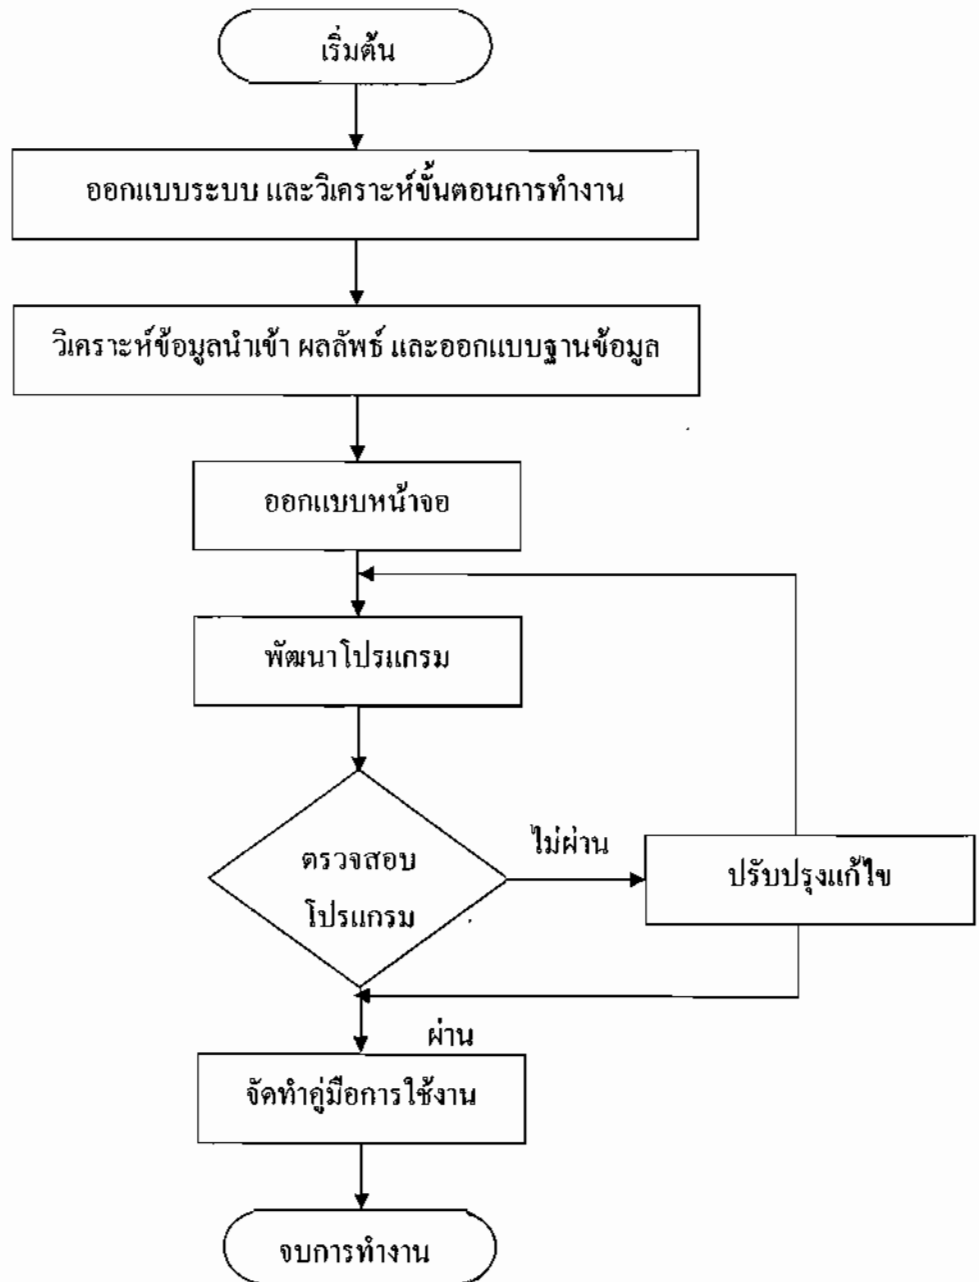 เริ่มต้น
ออกแบบระบบ และวิเคราะห์ขั้นตอนการทำงาน
วิเคราะห์ข้อมูลนำเข้า ผลลัพธ์ และออกแบบฐานข้อมูล
ออกแบบหน้าจอ
พัฒนาโปรแกรม
ตรวจสอบ
โปรแกรม
ไม่ผ่าน
ปรับปรุงแก้ไข
ผ่าน
จัดทำคู่มือการใช้งาน
จบการทำงาน